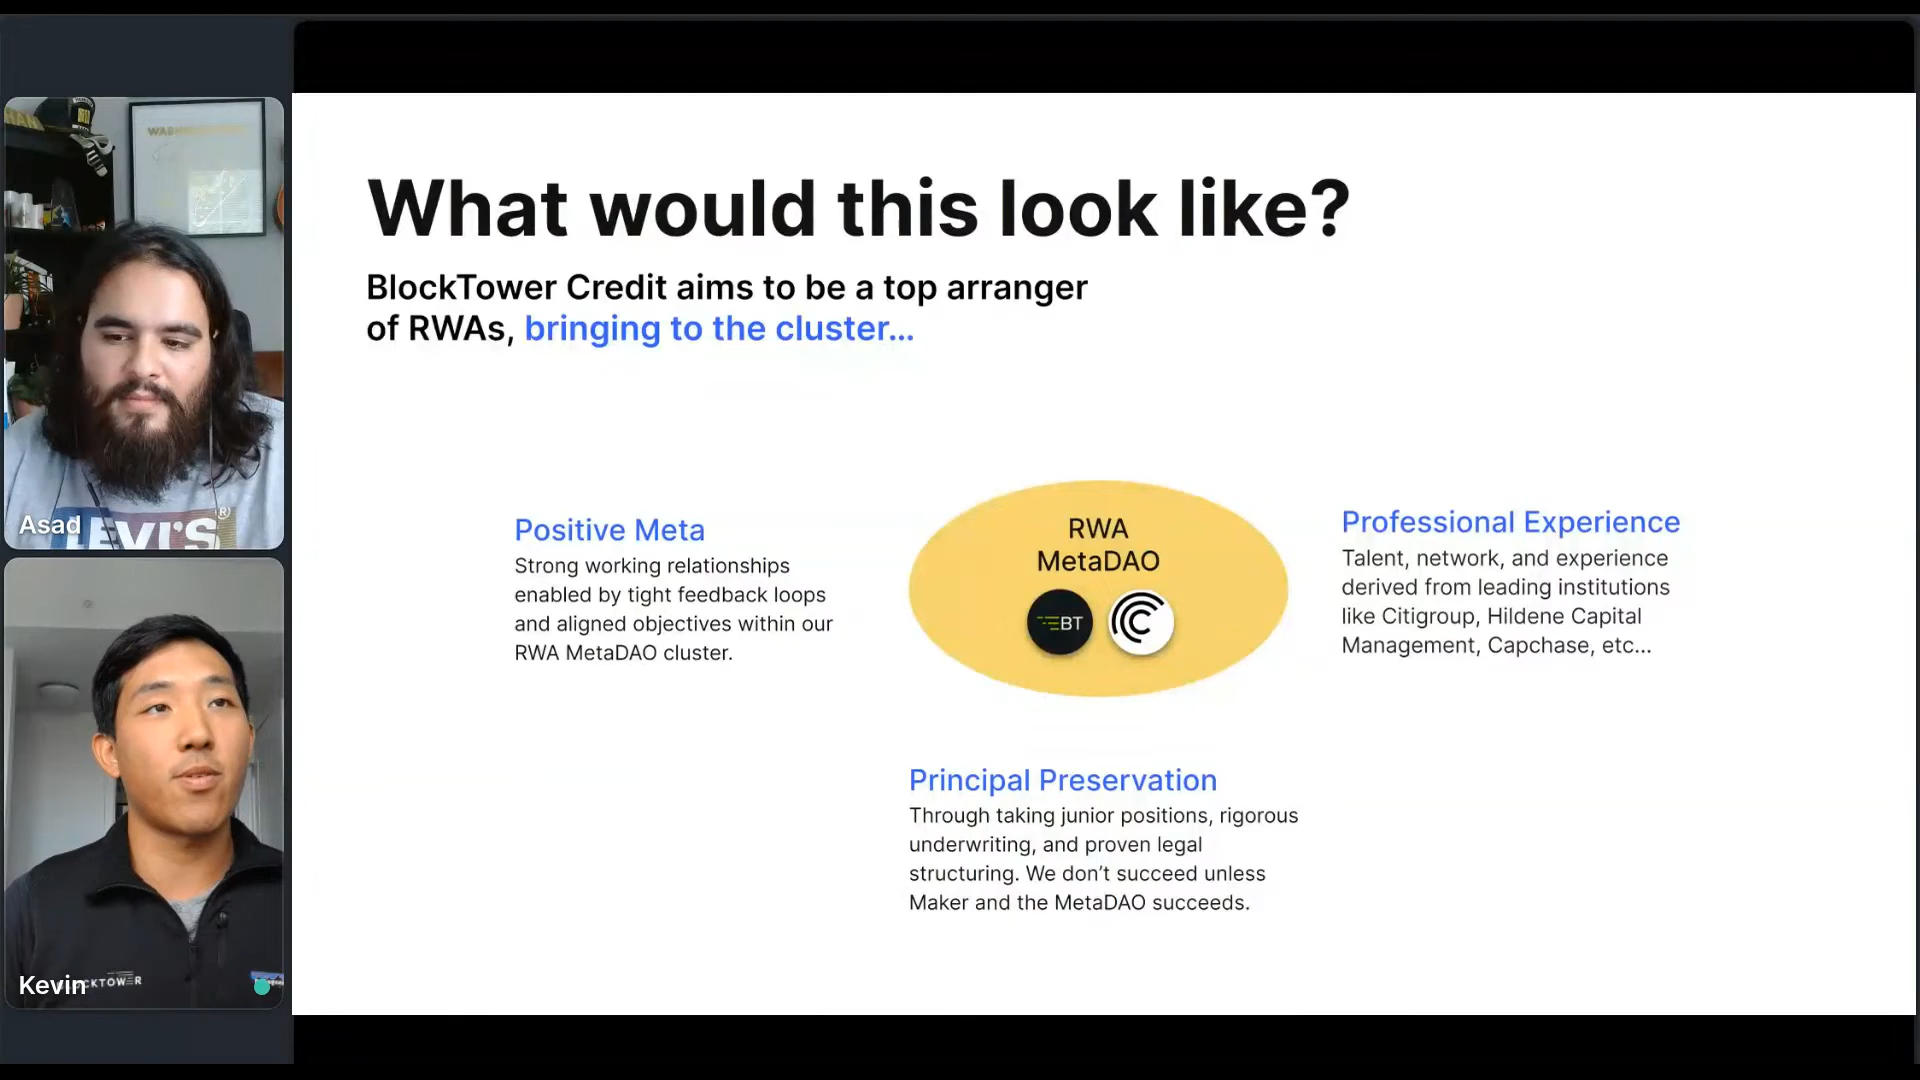 What would this look like?
BlockTower Credit aims to be a top arranger
of RWAs, bringing to the cluster...
Positive Meta
Strong working relationships
enabled by tight feedback loops
and aligned objectives within our
RWA MetaDAO cluster.
RWA
MetaDAO
BT
Professional Experience
Talent, network, and experience
derived from leading institutions
like Citigroup, Hildene Capital
Management, Capchase, etc...
Principal Preservation
Through taking junior positions, rigorous
underwriting, and proven legal
structuring. We don’t succeed unless
Maker and the MetaDAO succeeds.
LEVI'S
Asad
Kevin